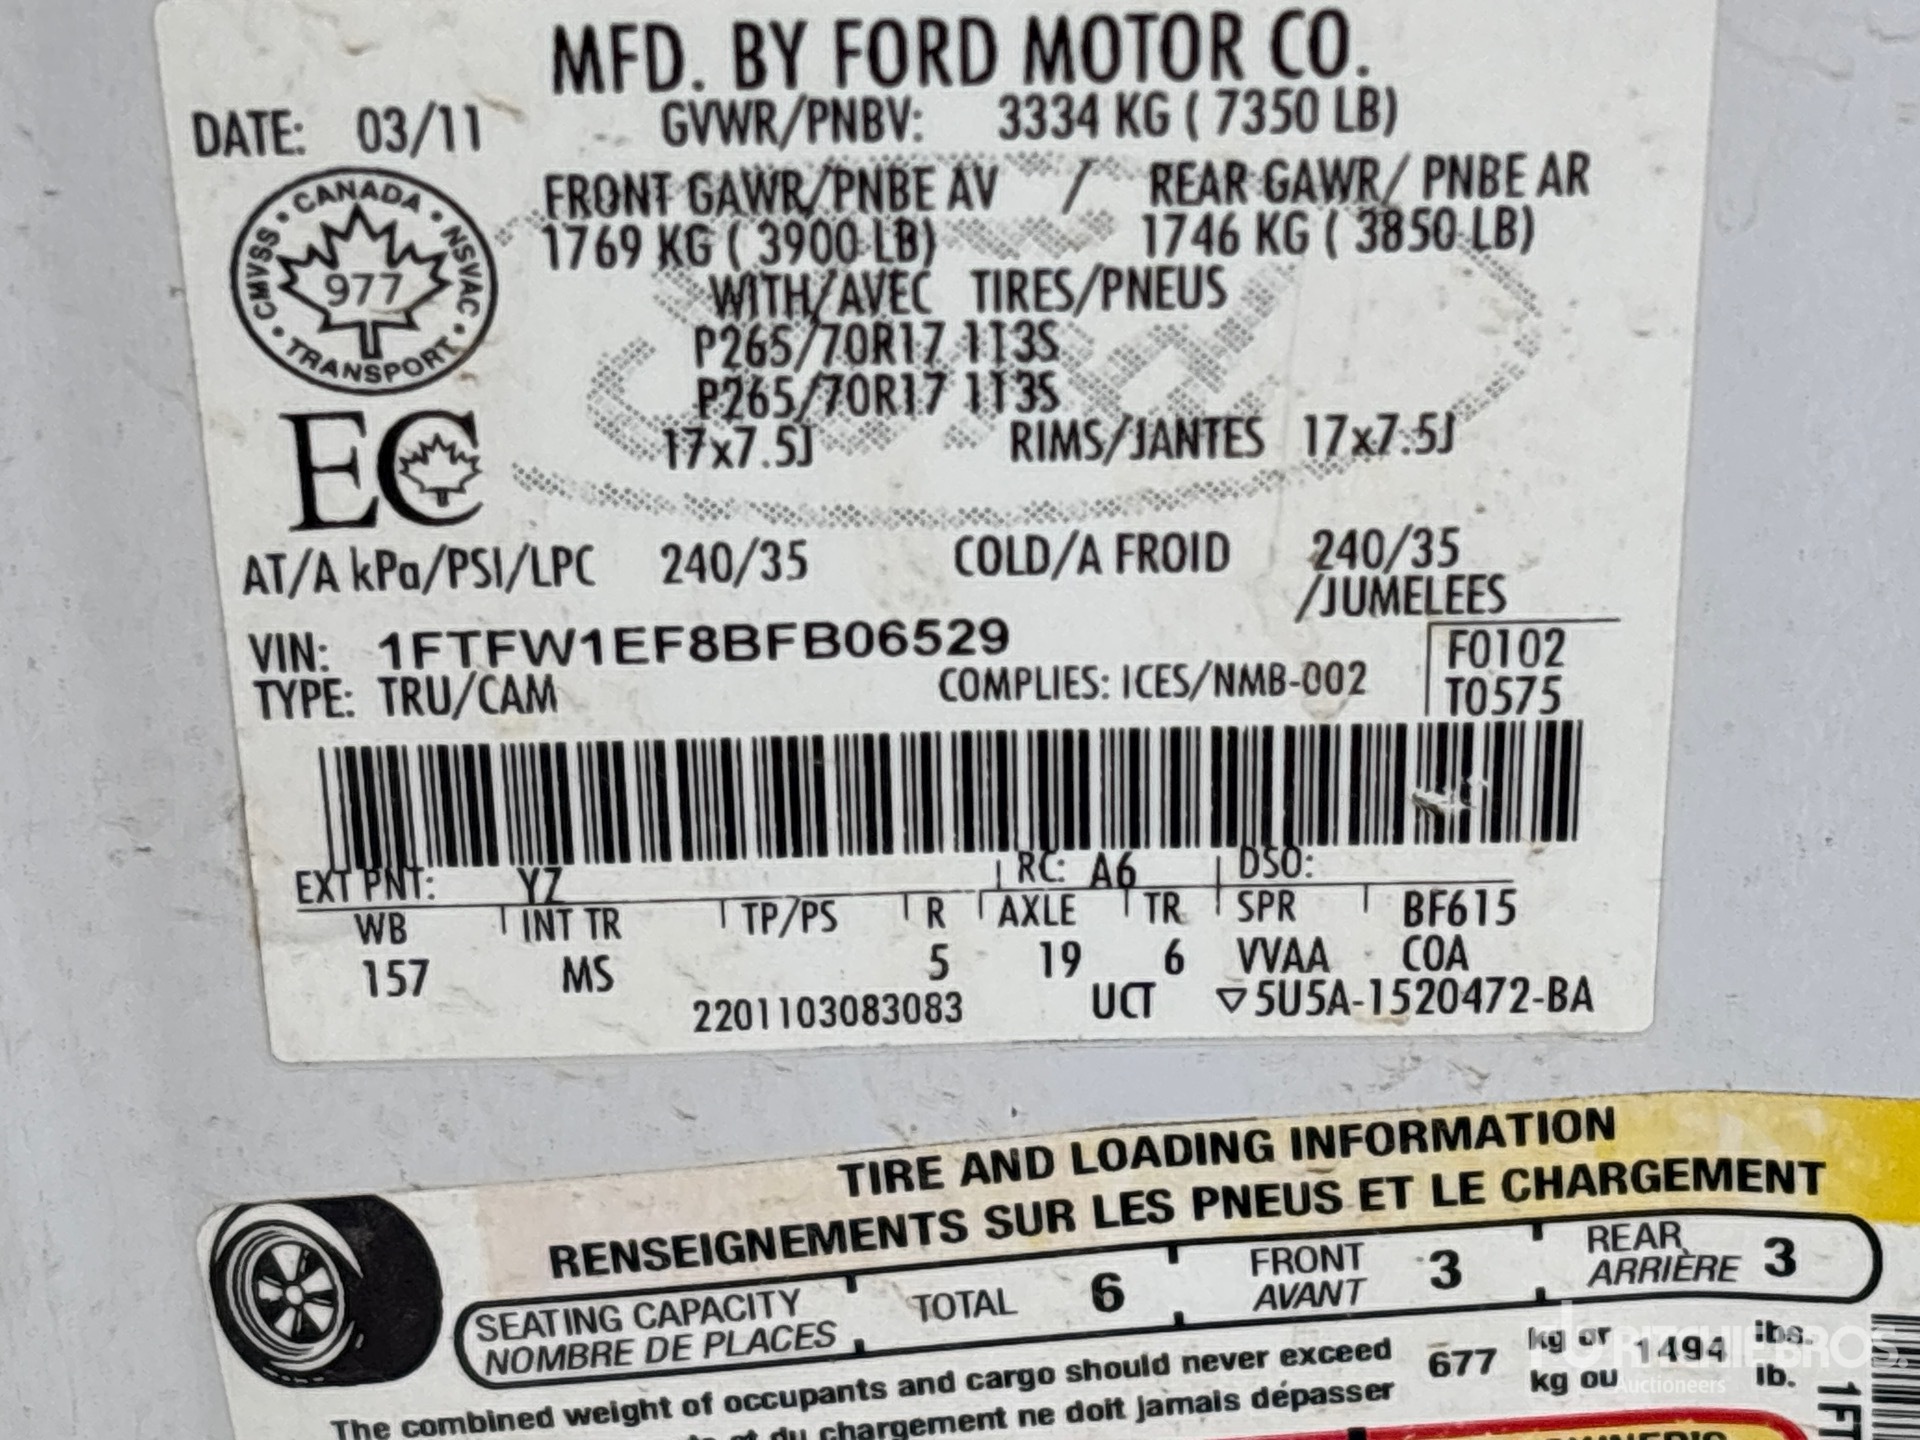 MFD. BY FORD MOTOR CO.
DATE: 03/11 GVWR/PNBV: 3334 KG ( 7350 LB)
FRONT GAWR/PNBE AV / REAR GAWR/ PNBE AR
1769 KG ( 3900 LB) 1746 KG ( 3850 LB)
WITH/AVEC TIRES/PNEUS
P265/70R17 113S
P265/70R17 113S
17x7.5J RIMS/JANTES 17x7.5J
CANADA
CMVSS • NSVAC
977
TRANSPORT
EC
AT/A kPa/PSI/LPC 240/35 COLD/A FROID 240/35
/JUMELEES
VIN: 1FTFW1EF8BFB06529 F0102
TYPE: TRU/CAM COMPLIES: ICES/NMB-002 T0575
EXT PNT: YZ RC: A6 DSO:
WB INT TR TP/PS R AXLE TR SPR BF615
157 MS 5 19 6 VVAA COA
2201103083083 UCT ▽5U5A-1520472-BA
TIRE AND LOADING INFORMATION
RENSEIGNEMENTS SUR LES PNEUS ET LE CHARGEMENT
SEATING CAPACITY TOTAL 6 FRONT 3 REAR 3
NOMBRE DE PLACES AVANT ARRIÈRE
The combined weight of occupants and cargo should never exceed 677 kg or 1494 lbs.
du chargement ne doit jamais dépasser kg ou lb.
RITCHIE BROS.
Auctioneers
1FT